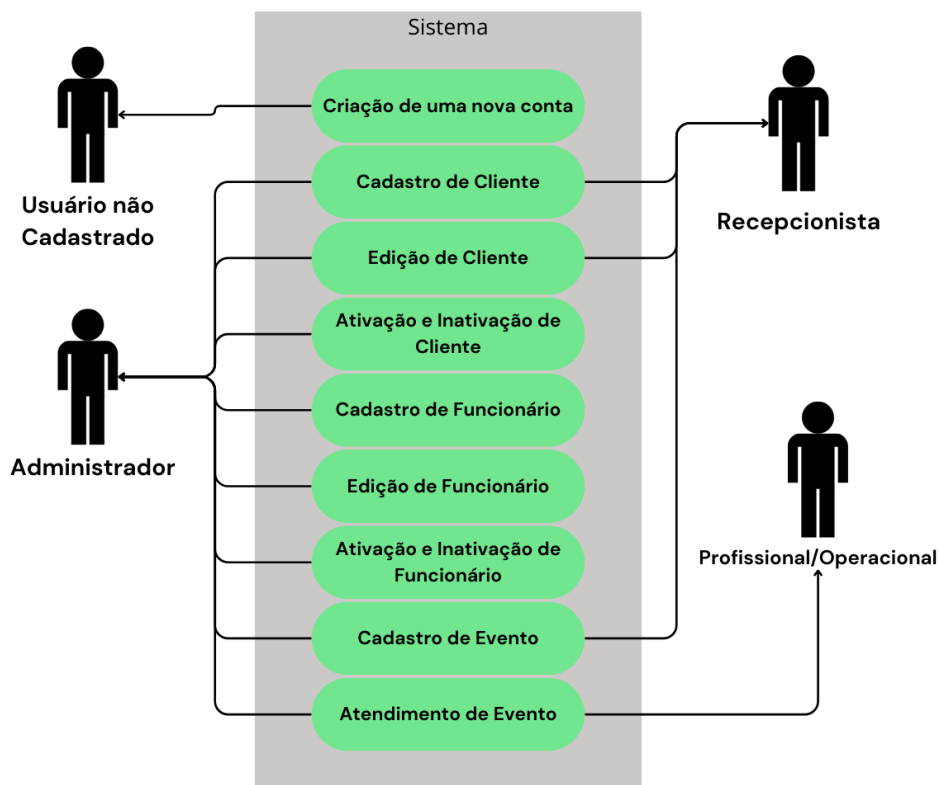 Sistema
Criação de uma nova conta
Usuário não
Cadastrado
Cadastro de Cliente
Recepcionista
Edição de Cliente
Ativação e Inativação de
Cliente
Cadastro de Funcionário
Administrador
Edição de Funcionário
Ativação e Inativação de
Funcionário
Profissional/Operacional
Cadastro de Evento
Atendimento de Evento